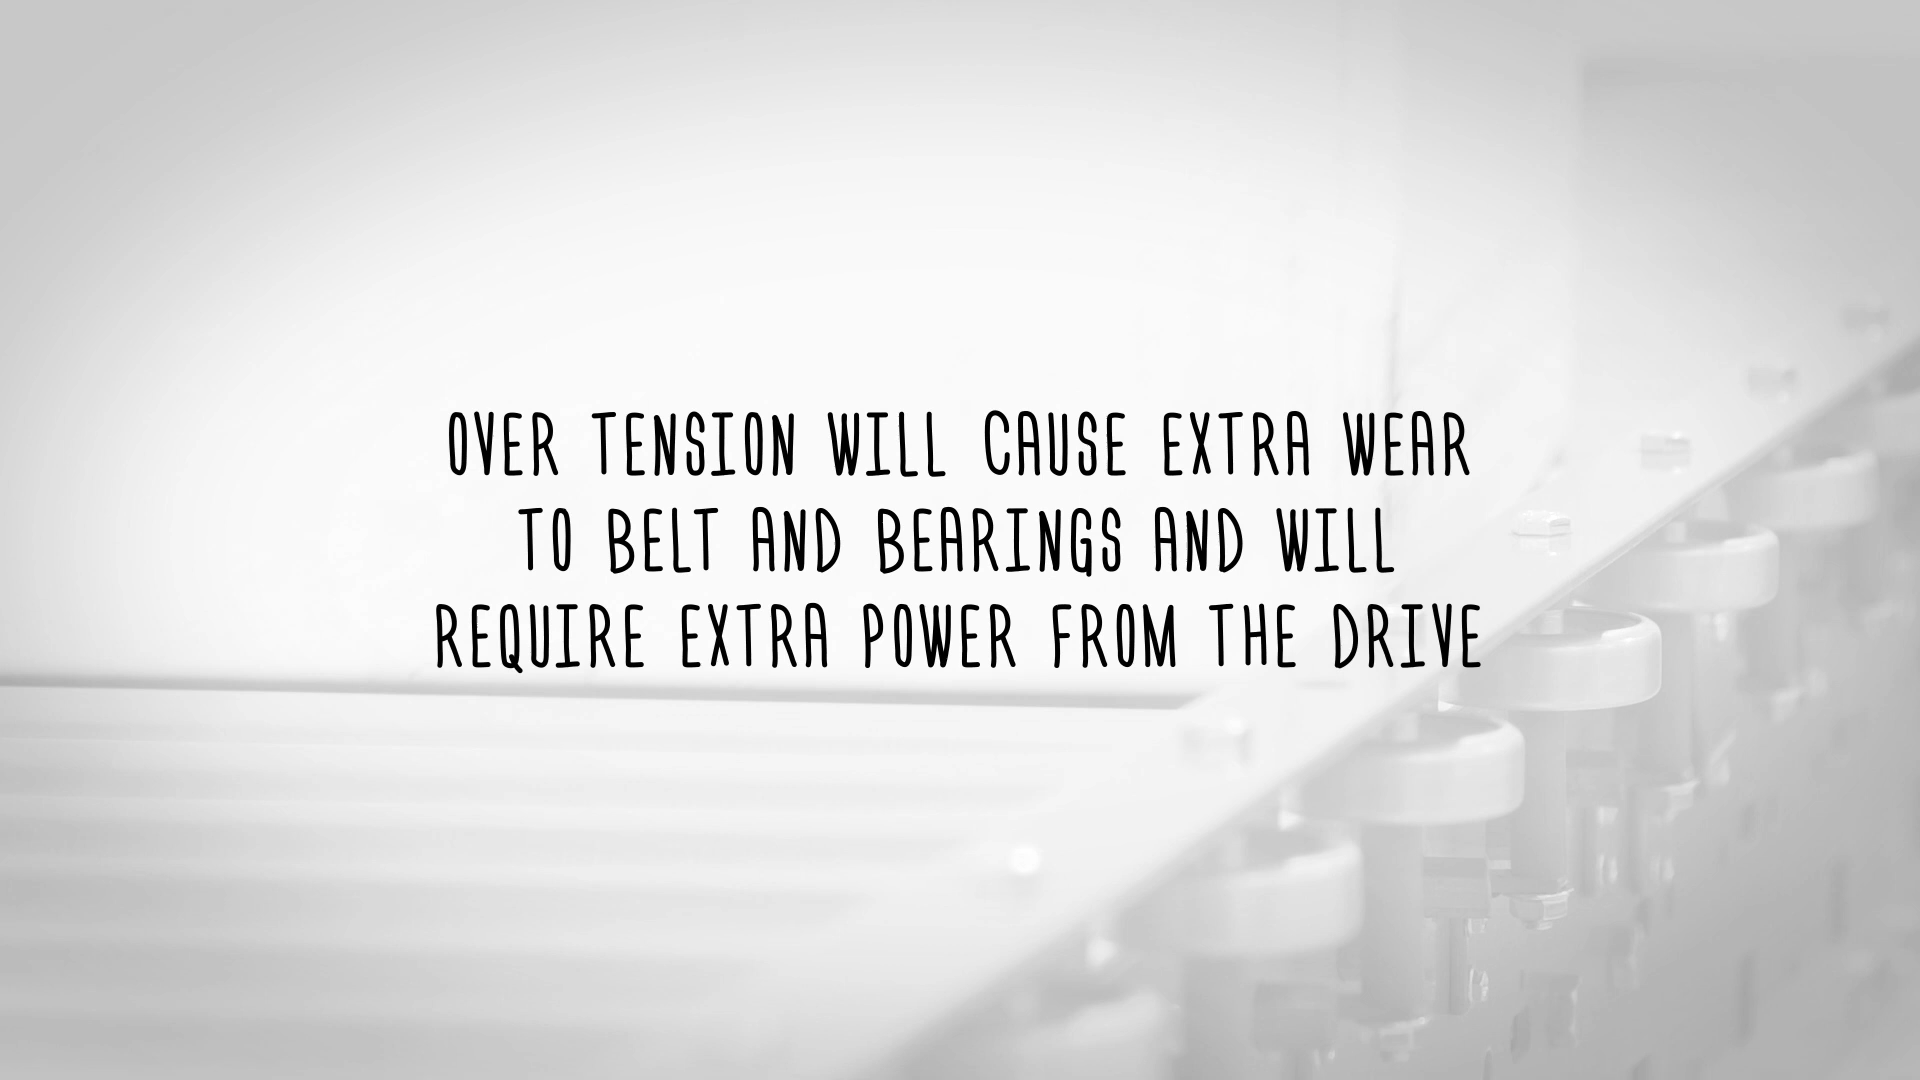 OVER TENSION WILL CAUSE EXTRA WEAR
TO BELT AND BEARINGS AND WILL
REQUIRE EXTRA POWER FROM THE DRIVE